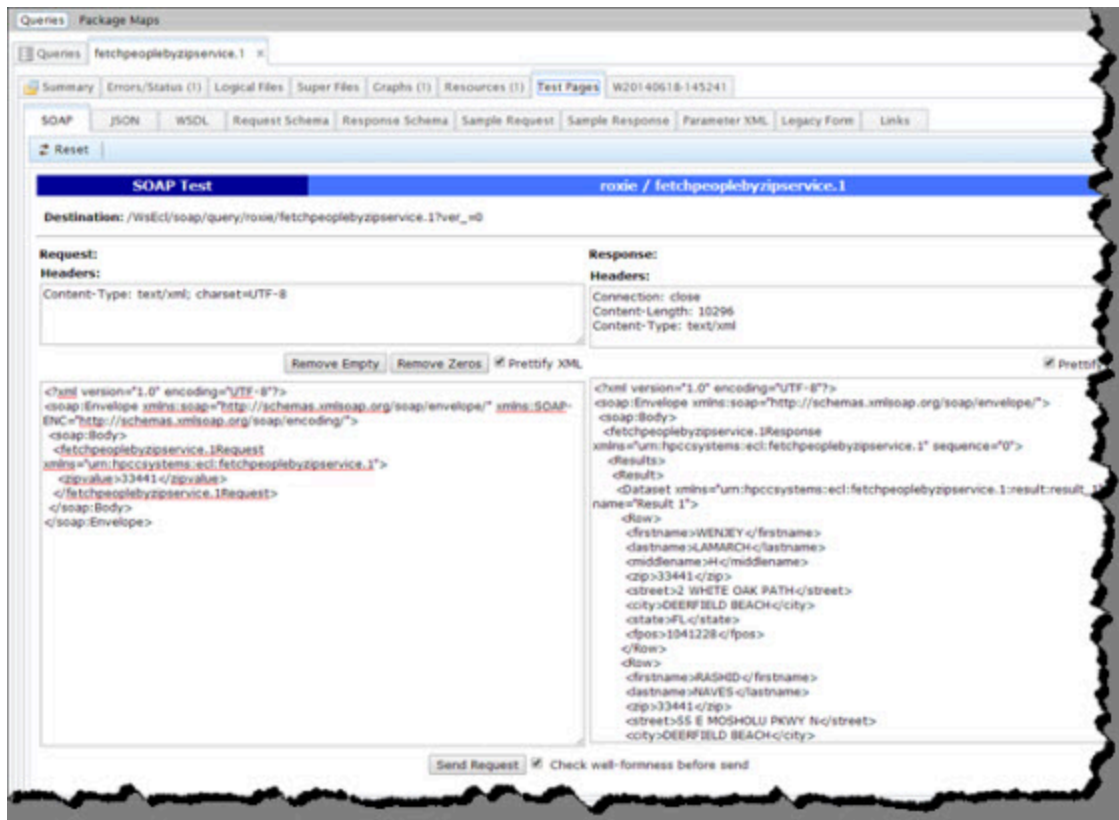 Queries Package Maps
Queries fetchpeoplebyzipservice.1 ×
Summary Errors/Status (1) Logical Files Super Files Graphs (1) Resources (1) Test Pages W20140618-145241
SOAP JSON WSDL Request Schema Response Schema Sample Request Sample Response Parameter XML Legacy Form Links
Reset
SOAP Test roxie / fetchpeoplebyzipservice.1
Destination: /WsEcl/soap/query/roxie/fetchpeoplebyzipservice.1?ver_=0
Request:
Headers:
Content-Type: text/xml; charset=UTF-8
Remove Empty Remove Zeros Prettify XML
<?xml version="1.0" encoding="UTF-8"?>
<soap:Envelope xmlns:soap="http://schemas.xmlsoap.org/soap/envelope/" xmlns:SOAP-
ENC="http://schemas.xmlsoap.org/soap/encoding/">
<soap:Body>
<fetchpeoplebyzipservice.1Request
xmlns="urn:hpccsystems:ecl:fetchpeoplebyzipservice.1">
<zipvalue>33441</zipvalue>
</fetchpeoplebyzipservice.1Request>
</soap:Body>
</soap:Envelope>
Response:
Headers:
Connection: close
Content-Length: 10296
Content-Type: text/xml
Prettif
<?xml version="1.0" encoding="UTF-8"?>
<soap:Envelope xmlns:soap="http://schemas.xmlsoap.org/soap/envelope/">
<soap:Body>
<fetchpeoplebyzipservice.1Response
xmlns="urn:hpccsystems:ecl:fetchpeoplebyzipservice.1" sequence="0">
<Results>
<Result>
<Dataset xmlns="urn:hpccsystems:ecl:fetchpeoplebyzipservice.1:result:result_1"
name="Result 1">
<Row>
<firstname>WENJEY</firstname>
<lastname>LAMARCH</lastname>
<middlename>H</middlename>
<zip>33441</zip>
<street>2 WHITE OAK PATH</street>
<city>DEERFIELD BEACH</city>
<state>FL</state>
<fpos>1041228</fpos>
</Row>
<Row>
<firstname>RASHID</firstname>
<lastname>NAVES</lastname>
<zip>33441</zip>
<street>55 E MOSHOLU PKWY N</street>
<city>DEERFIELD BEACH</city>
Send Request Check well-formness before send